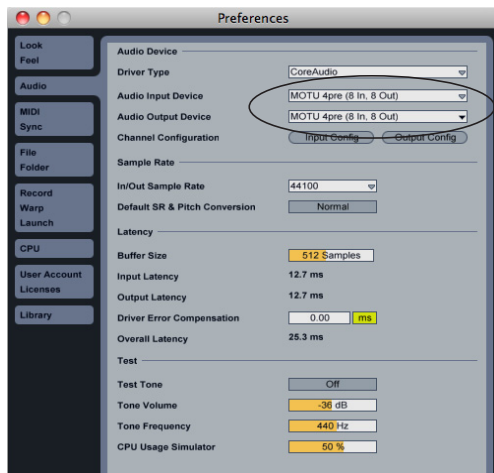 Preferences
Look
Feel
Audio
MIDI
Sync
File
Folder
Record
Warp
Launch
CPU
User Account
Licenses
Library
Audio Device
Driver Type CoreAudio
Audio Input Device MOTU 4pre (8 In, 8 Out)
Audio Output Device MOTU 4pre (8 In, 8 Out)
Channel Configuration Input Config Output Config
Sample Rate
In/Out Sample Rate 44100
Default SR & Pitch Conversion Normal
Latency
Buffer Size 512 Samples
Input Latency 12.7 ms
Output Latency 12.7 ms
Driver Error Compensation 0.00 ms
Overall Latency 25.3 ms
Test
Test Tone Off
Tone Volume -36 dB
Tone Frequency 440 Hz
CPU Usage Simulator 50 %